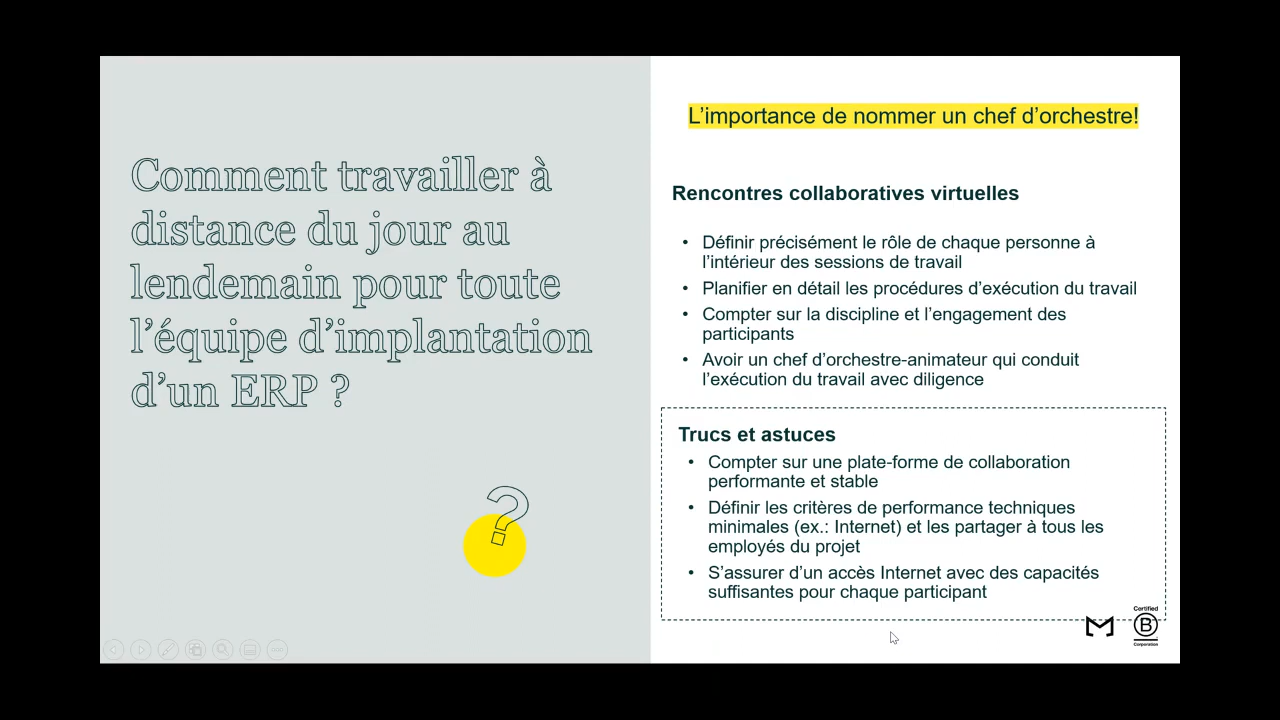 Comment travailler à
distance du jour au
lendemain pour toute
l’équipe d’implantation
d’un ERP ?
?
L’importance de nommer un chef d’orchestre!
Rencontres collaboratives virtuelles
• Définir précisément le rôle de chaque personne à
l’intérieur des sessions de travail
• Planifier en détail les procédures d’exécution du travail
• Compter sur la discipline et l’engagement des
participants
• Avoir un chef d’orchestre-animateur qui conduit
l’exécution du travail avec diligence
Trucs et astuces
• Compter sur une plate-forme de collaboration
performante et stable
• Définir les critères de performance techniques
minimales (ex.: Internet) et les partager à tous les
employés du projet
• S’assurer d’un accès Internet avec des capacités
suffisantes pour chaque participant
Certified
B
Corporation